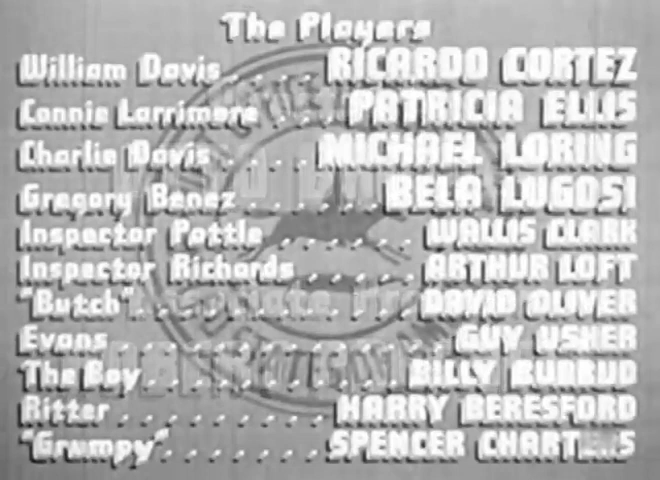 The Players
William Davis . . . . RICARDO CORTEZ
Connie Larrimore . . . PATRICIA ELLIS
Charlie Davis . . . . MICHAEL LORING
Gregory Benez . . . . . . BELA LUGOSI
Inspector Pottle . . . . . . WALLIS CLARK
Inspector Richards . . . . . ARTHUR LOFT
"Butch" . . . . . . . . . . . DAVID OLIVER
Evans . . . . . . . . . . . . . GUY USHER
The Boy . . . . . . . . . . BILLY BURRUD
Ritter . . . . . . . . HARRY BERESFORD
"Grumpy" . . . . . . SPENCER CHARTERS